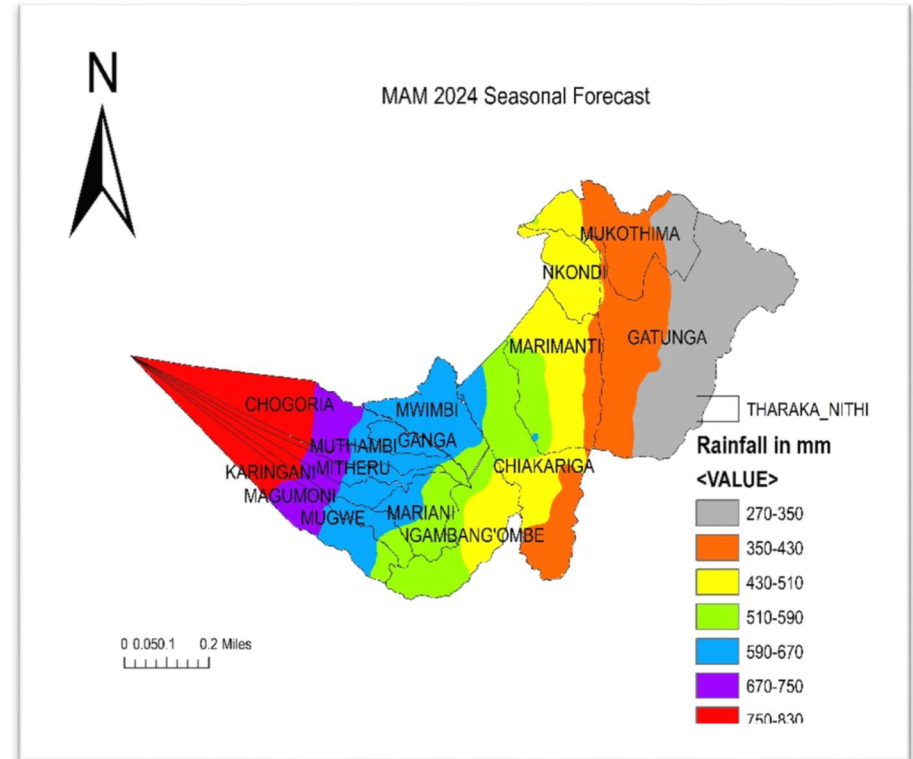 N
MAM 2024 Seasonal Forecast
MUKOTHIMA
NKONDI
GATUNGA
MARIMANTI
CHOGORIA
MWIMBI
THARAKA_NITHI
MUTHAMBI
GANGA
Rainfall in mm
KARINGANI
MITHERU
CHIAKARIGA
<VALUE>
MAGUMONI
MUGWE
MARIANI
IGAMBANG'OMBE
270-350
350-430
430-510
510-590
590-670
670-750
750-830
0 0.050.1 0.2 Miles